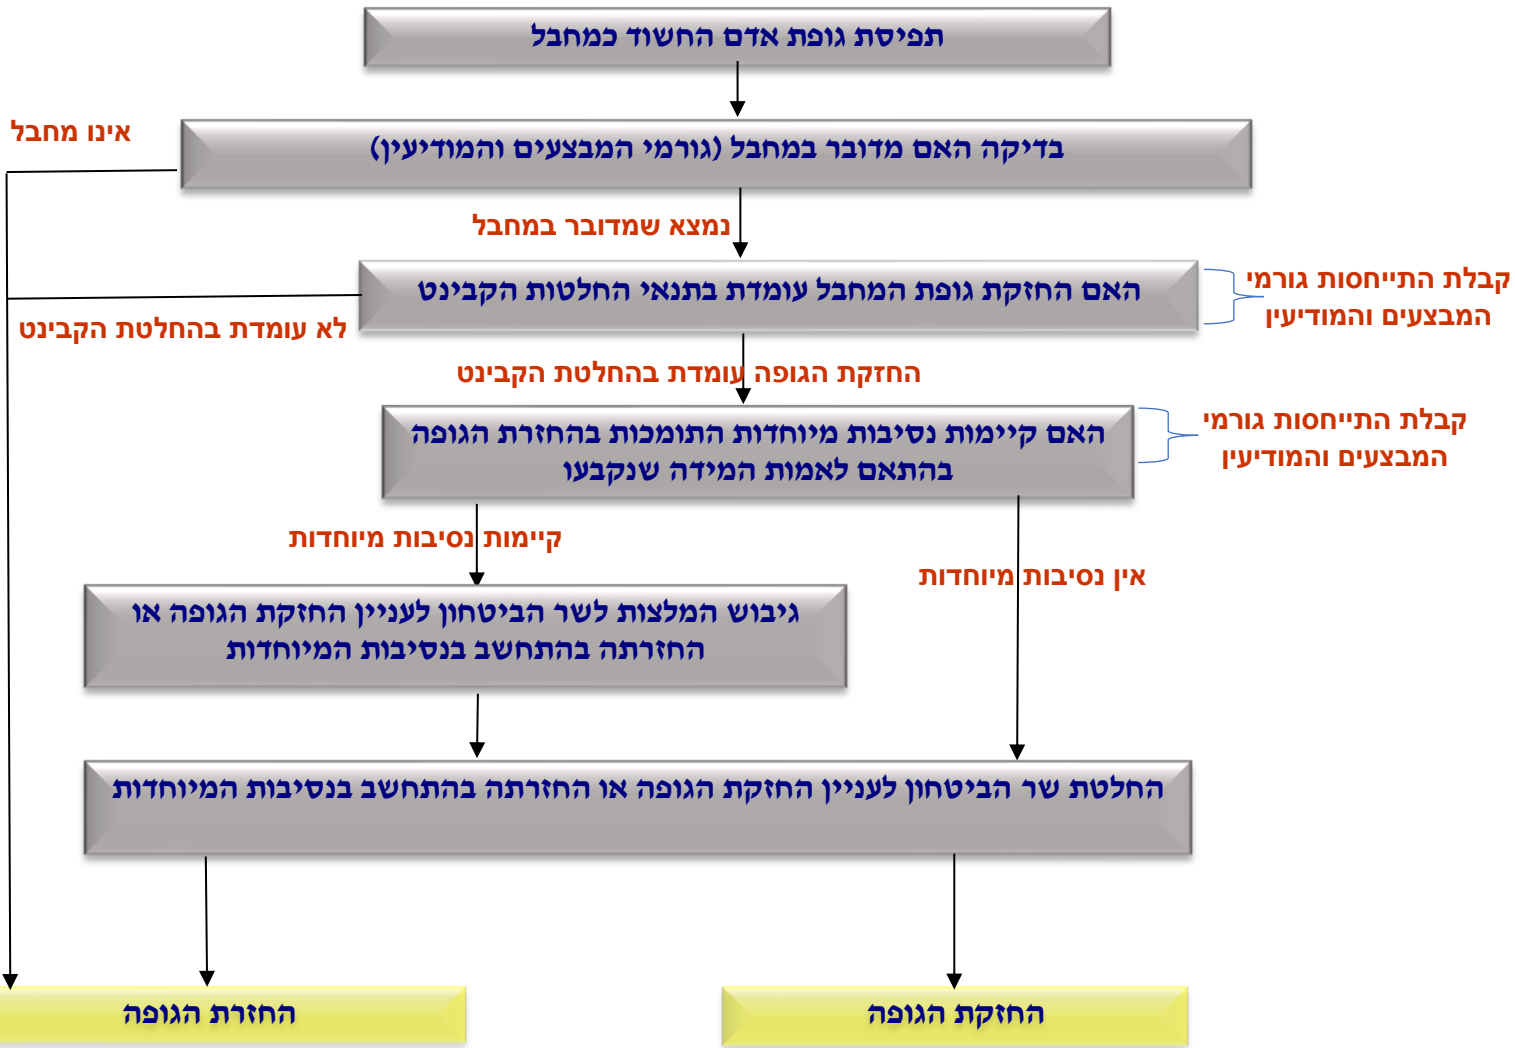 תפיסת גופת אדם החשוד כמחבל
אינו מחבל
בדיקה האם מדובר במחבל (גורמי המבצעים והמודיעין)
נמצא שמדובר במחבל
האם החזקת גופת המחבל עומדת בתנאי החלטות הקבינט
קבלת התייחסות גורמי
המבצעים והמודיעין
לא עומדת בהחלטת הקבינט
החזקת הגופה עומדת בהחלטת הקבינט
האם קיימות נסיבות מיוחדות התומכות בהחזרת הגופה
בהתאם לאמות המידה שנקבעו
קבלת התייחסות גורמי
המבצעים והמודיעין
קיימות נסיבות מיוחדות
אין נסיבות מיוחדות
גיבוש המלצות לשר הביטחון לעניין החזקת הגופה או
החזרתה בהתחשב בנסיבות המיוחדות
החלטת שר הביטחון לעניין החזקת הגופה או החזרתה בהתחשב בנסיבות המיוחדות
החזקת הגופה
החזרת הגופה